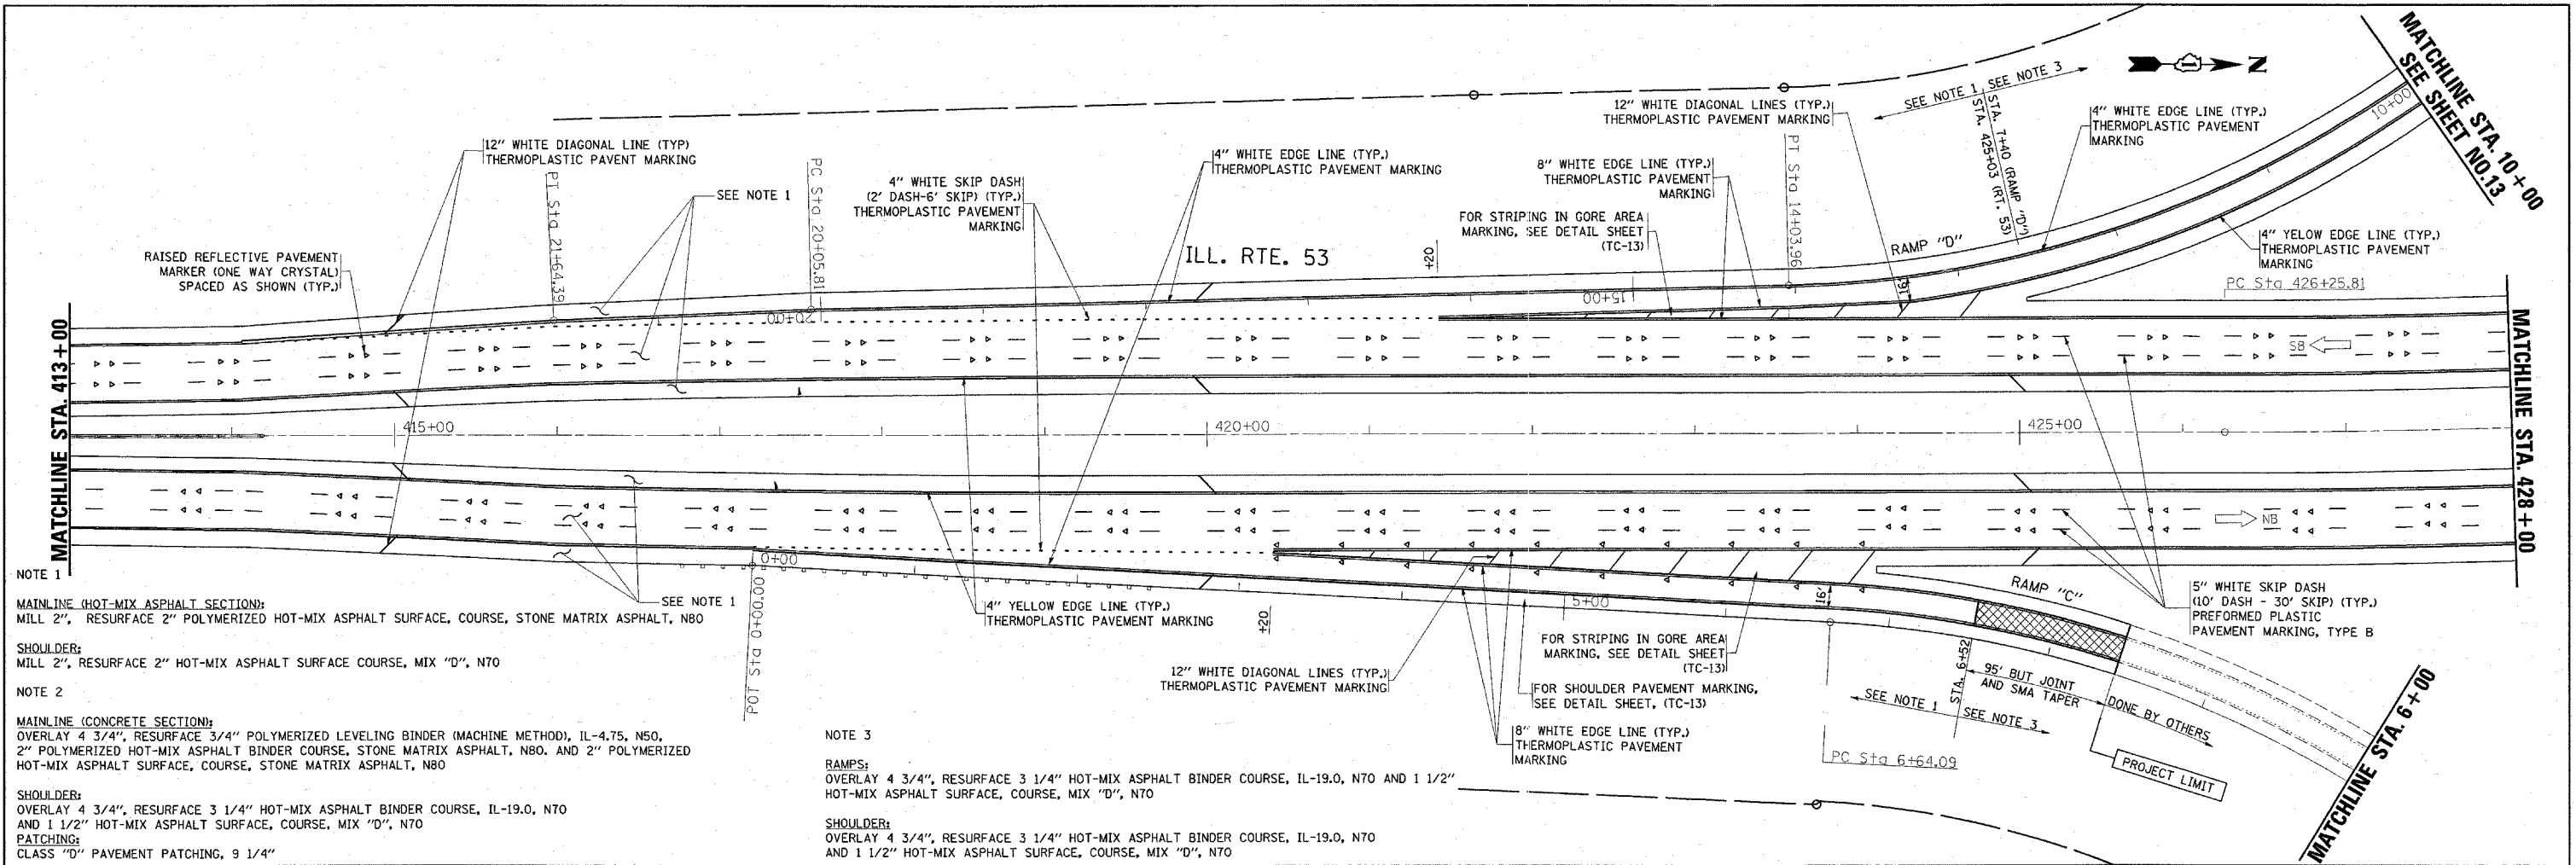 MATCHLINE STA. 10+00
SEE SHEET NO.13
N
SEE NOTE 1
SEE NOTE 3
STA. 7+40 (RAMP "D")
STA. 425+03 (RT. 53)
10+00
12" WHITE DIAGONAL LINES (TYP.)
THERMOPLASTIC PAVEMENT MARKING
4" WHITE EDGE LINE (TYP.)
THERMOPLASTIC PAVEMENT
MARKING
12" WHITE DIAGONAL LINE (TYP)
THERMOPLASTIC PAVENT MARKING
4" WHITE EDGE LINE (TYP.)
THERMOPLASTIC PAVEMENT MARKING
8" WHITE EDGE LINE (TYP.)
THERMOPLASTIC PAVEMENT
MARKING
PT Sta 21+64.39
SEE NOTE 1
PC Sta 20+05.81
4" WHITE SKIP DASH
(2' DASH-6' SKIP) (TYP.)
THERMOPLASTIC PAVEMENT
MARKING
FOR STRIPING IN GORE AREA
MARKING, SEE DETAIL SHEET
(TC-13)
PT Sta 14+03.96
RAMP "D"
4" YELOW EDGE LINE (TYP.)
THERMOPLASTIC PAVEMENT
MARKING
RAISED REFLECTIVE PAVEMENT
MARKER (ONE WAY CRYSTAL)
SPACED AS SHOWN (TYP.)
ILL. RTE. 53
+20
16'
PC Sta 426+25.81
20+00
15+00
MATCHLINE STA. 413+00
SB
MATCHLINE STA. 428+00
415+00
420+00
425+00
NB
0+00
POT Sta 0+00.00
SEE NOTE 1
4" YELLOW EDGE LINE (TYP.)
THERMOPLASTIC PAVEMENT MARKING
+20
5+00
16'
RAMP "C"
5" WHITE SKIP DASH
(10' DASH - 30' SKIP) (TYP.)
PREFORMED PLASTIC
PAVEMENT MARKING, TYPE B
12" WHITE DIAGONAL LINES (TYP.)
THERMOPLASTIC PAVEMENT MARKING
FOR STRIPING IN GORE AREA
MARKING, SEE DETAIL SHEET
(TC-13)
FOR SHOULDER PAVEMENT MARKING,
SEE DETAIL SHEET, (TC-13)
8" WHITE EDGE LINE (TYP.)
THERMOPLASTIC PAVEMENT
MARKING
STA. 6+52
95' BUT JOINT
AND SMA TAPER
SEE NOTE 1
SEE NOTE 3
DONE BY OTHERS
PC Sta 6+64.09
PROJECT LIMIT
MATCHLINE STA. 6+00
NOTE 1
MAINLINE (HOT-MIX ASPHALT SECTION):
MILL 2", RESURFACE 2" POLYMERIZED HOT-MIX ASPHALT SURFACE, COURSE, STONE MATRIX ASPHALT, N80
SHOULDER:
MILL 2", RESURFACE 2" HOT-MIX ASPHALT SURFACE COURSE, MIX "D", N70
NOTE 2
MAINLINE (CONCRETE SECTION):
OVERLAY 4 3/4", RESURFACE 3/4" POLYMERIZED LEVELING BINDER (MACHINE METHOD), IL-4.75, N50,
2" POLYMERIZED HOT-MIX ASPHALT BINDER COURSE, STONE MATRIX ASPHALT, N80. AND 2" POLYMERIZED
HOT-MIX ASPHALT SURFACE, COURSE, STONE MATRIX ASPHALT, N80
SHOULDER:
OVERLAY 4 3/4", RESURFACE 3 1/4" HOT-MIX ASPHALT BINDER COURSE, IL-19.0, N70
AND 1 1/2" HOT-MIX ASPHALT SURFACE, COURSE, MIX "D", N70
PATCHING:
CLASS "D" PAVEMENT PATCHING, 9 1/4"
NOTE 3
RAMPS:
OVERLAY 4 3/4", RESURFACE 3 1/4" HOT-MIX ASPHALT BINDER COURSE, IL-19.0, N70 AND 1 1/2"
HOT-MIX ASPHALT SURFACE, COURSE, MIX "D", N70
SHOULDER:
OVERLAY 4 3/4", RESURFACE 3 1/4" HOT-MIX ASPHALT BINDER COURSE, IL-19.0, N70
AND 1 1/2" HOT-MIX ASPHALT SURFACE, COURSE, MIX "D", N70